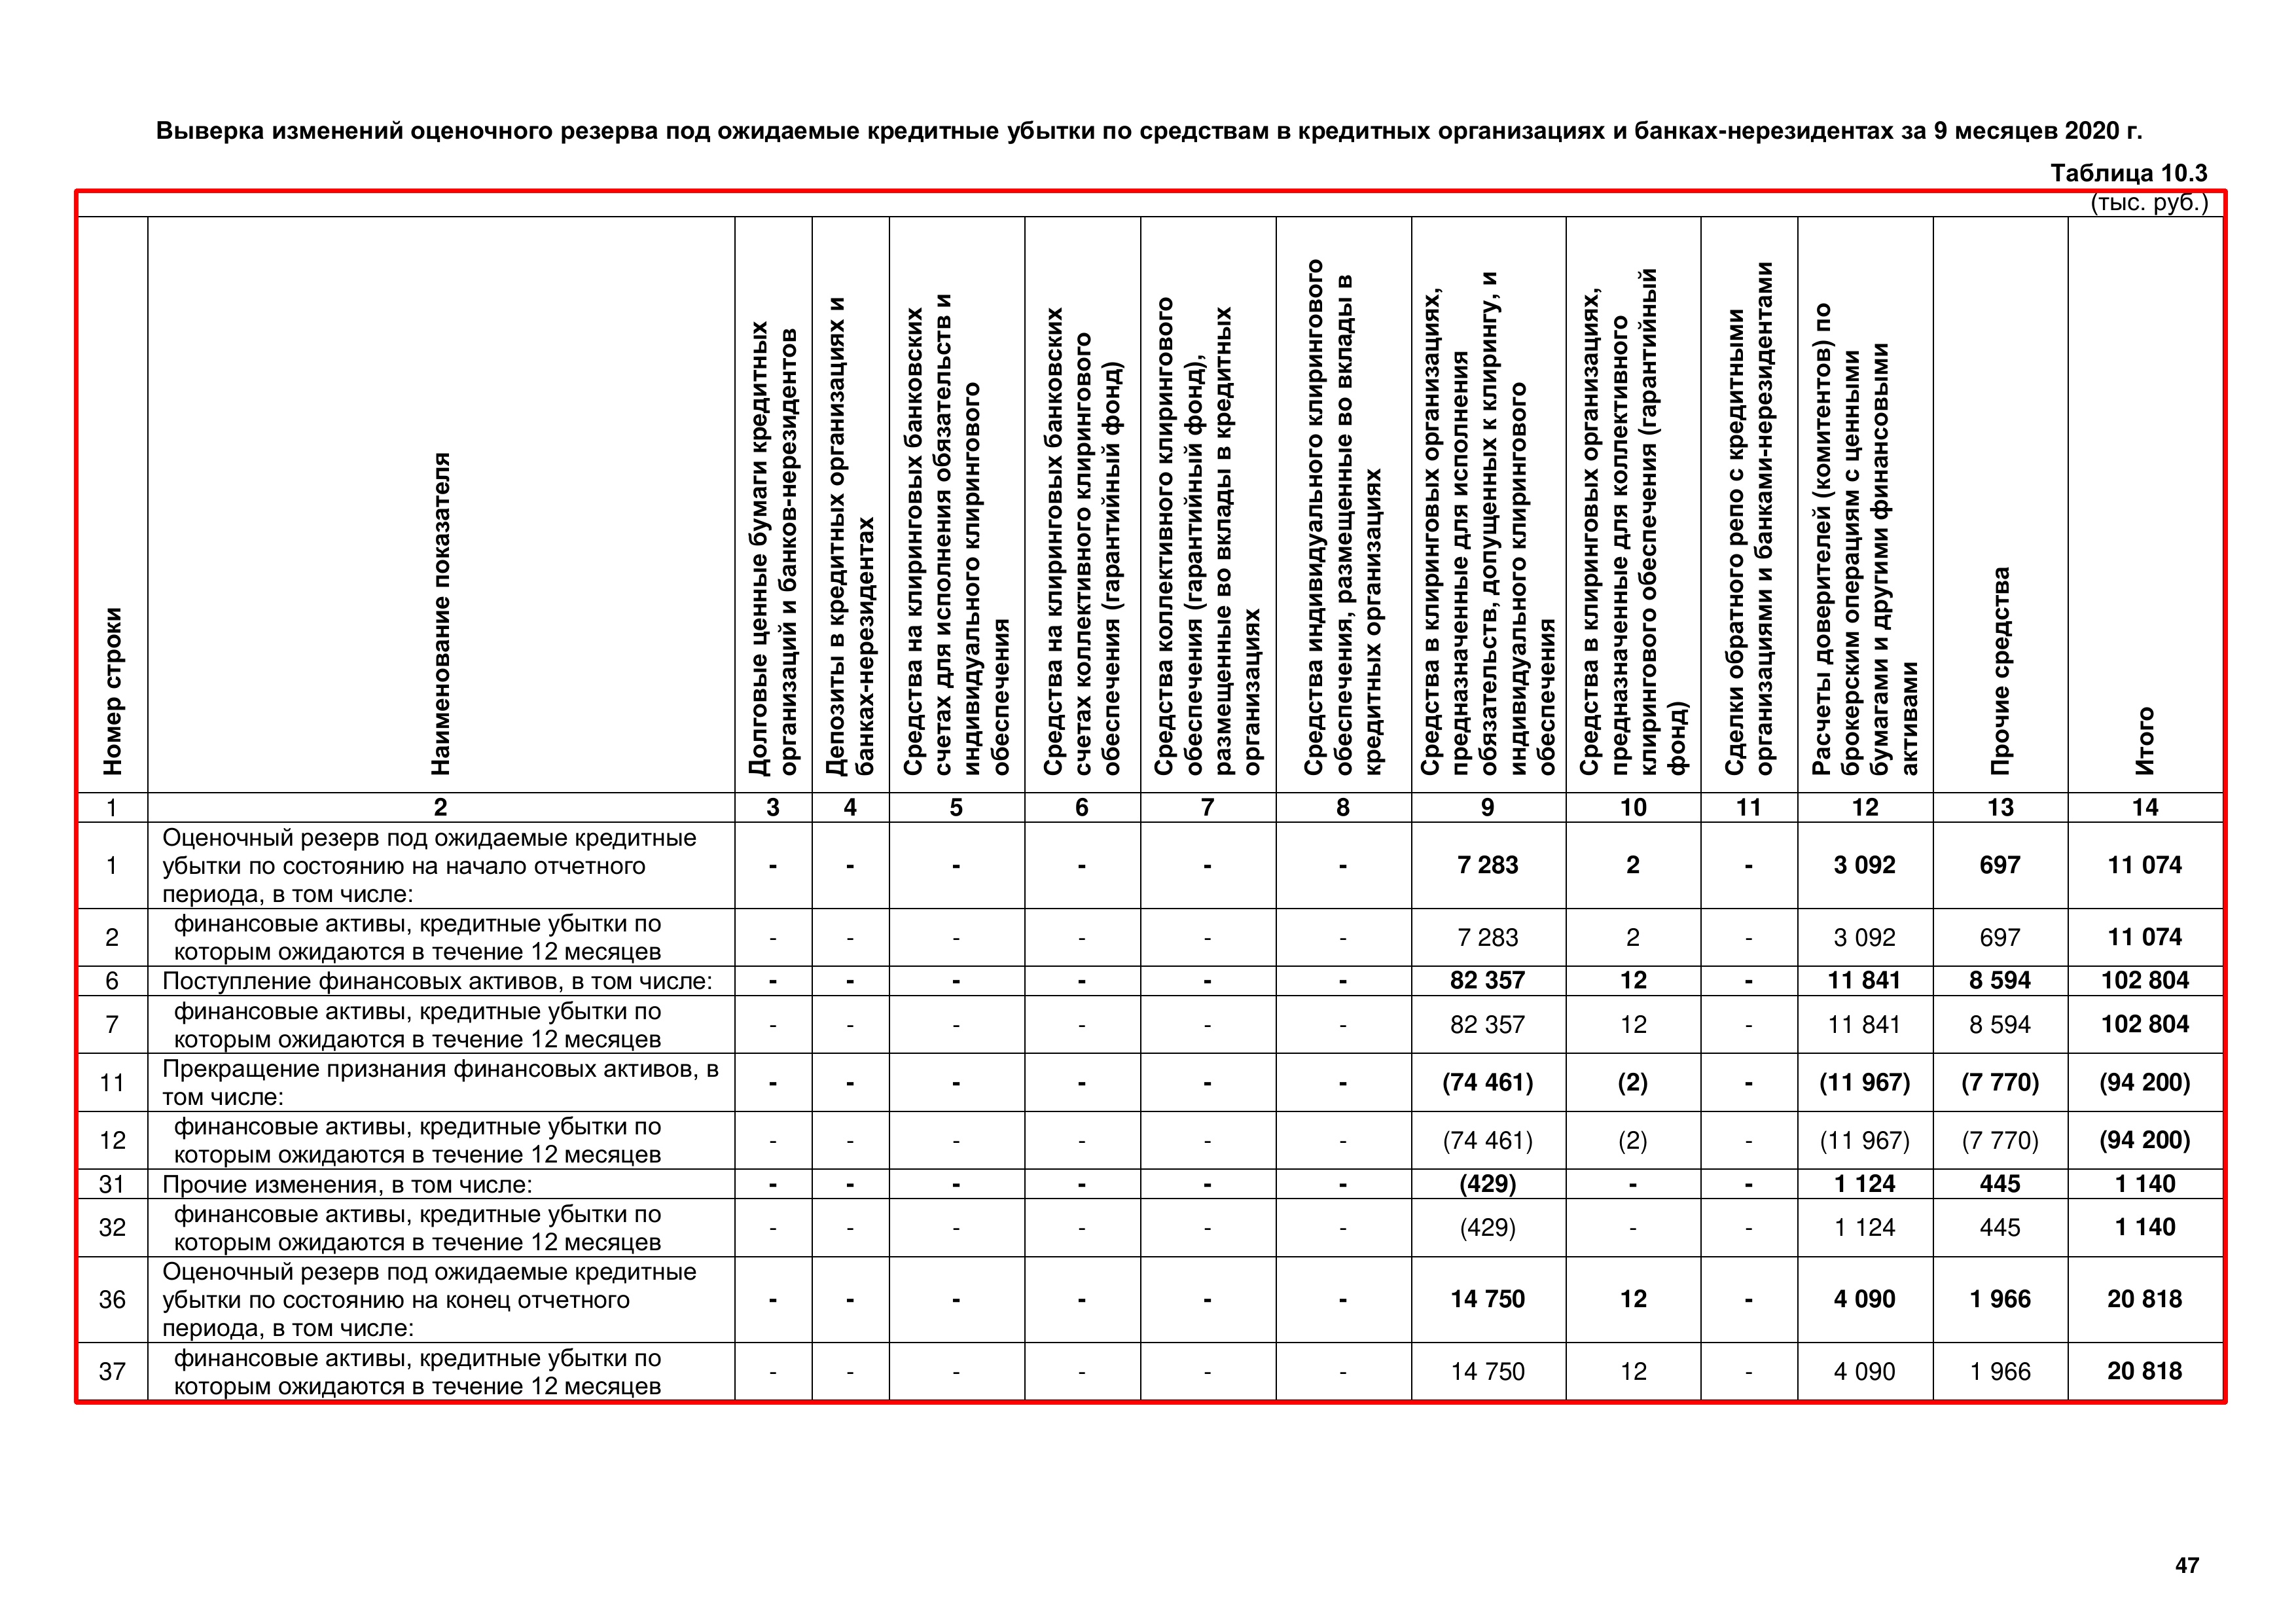 Выверка изменений оценочного резерва под ожидаемые кредитные убытки по средствам в кредитных организациях и банках-нерезидентах за 9 месяцев 2020 г.
Таблица 10.3
(тыс. руб.)
Номер строки
Наименование показателя
Долговые ценные бумаги кредитных
организаций и банков-нерезидентов
Депозиты в кредитных организациях и
банках-нерезидентах
Средства на клиринговых банковских
счетах для исполнения обязательств и
индивидуального клирингового
обеспечения
Средства на клиринговых банковских
счетах коллективного клирингового
обеспечения (гарантийный фонд)
Средства коллективного клирингового
обеспечения (гарантийный фонд),
размещенные во вклады в кредитных
организациях
Средства индивидуального клирингового
обеспечения, размещенные во вклады в
кредитных организациях
Средства в клиринговых организациях,
предназначенные для исполнения
обязательств, допущенных к клирингу, и
индивидуального клирингового
обеспечения
Средства в клиринговых организациях,
предназначенные для коллективного
клирингового обеспечения (гарантийный
фонд)
Сделки обратного репо с кредитными
организациями и банками-нерезидентами
Расчеты доверителей (комитентов) по
брокерским операциям с ценными
бумагами и другими финансовыми
активами
Прочие средства
Итого
1 2 3 4 5 6 7 8 9 10 11 12 13 14
Оценочный резерв под ожидаемые кредитные
1 убытки по состоянию на начало отчетного - - - - - - 7 283 2 - 3 092 697 11 074
периода, в том числе:
финансовые активы, кредитные убытки по
2 которым ожидаются в течение 12 месяцев - - - - - - 7 283 2 - 3 092 697 11 074
6 Поступление финансовых активов, в том числе: - - - - - - 82 357 12 - 11 841 8 594 102 804
финансовые активы, кредитные убытки по
7 которым ожидаются в течение 12 месяцев - - - - - - 82 357 12 - 11 841 8 594 102 804
Прекращение признания финансовых активов, в
11 том числе: - - - - - - (74 461) (2) - (11 967) (7 770) (94 200)
финансовые активы, кредитные убытки по
12 которым ожидаются в течение 12 месяцев - - - - - - (74 461) (2) - (11 967) (7 770) (94 200)
31 Прочие изменения, в том числе: - - - - - - (429) - - 1 124 445 1 140
финансовые активы, кредитные убытки по
32 которым ожидаются в течение 12 месяцев - - - - - - (429) - - 1 124 445 1 140
Оценочный резерв под ожидаемые кредитные
36 убытки по состоянию на конец отчетного - - - - - - 14 750 12 - 4 090 1 966 20 818
периода, в том числе:
финансовые активы, кредитные убытки по
37 которым ожидаются в течение 12 месяцев - - - - - - 14 750 12 - 4 090 1 966 20 818
47